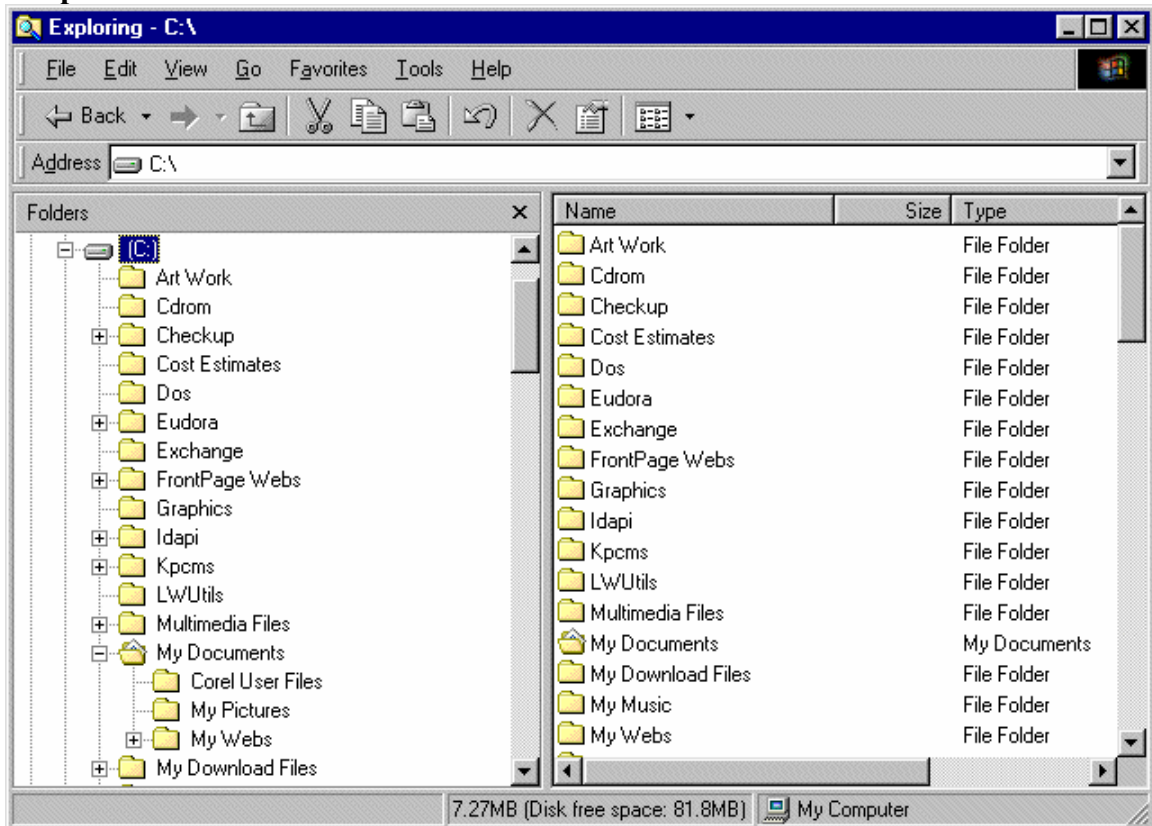 Exploring - C:\
File Edit View Go Favorites Tools Help
Back
Address C:\
Folders
(C:)
Art Work
Cdrom
Checkup
Cost Estimates
Dos
Eudora
Exchange
FrontPage Webs
Graphics
Idapi
Kpcms
LWUtils
Multimedia Files
My Documents
Corel User Files
My Pictures
My Webs
My Download Files
Name Size Type
Art Work File Folder
Cdrom File Folder
Checkup File Folder
Cost Estimates File Folder
Dos File Folder
Eudora File Folder
Exchange File Folder
FrontPage Webs File Folder
Graphics File Folder
Idapi File Folder
Kpcms File Folder
LWUtils File Folder
Multimedia Files File Folder
My Documents My Documents
My Download Files File Folder
My Music File Folder
My Webs File Folder
7.27MB (Disk free space: 81.8MB) My Computer